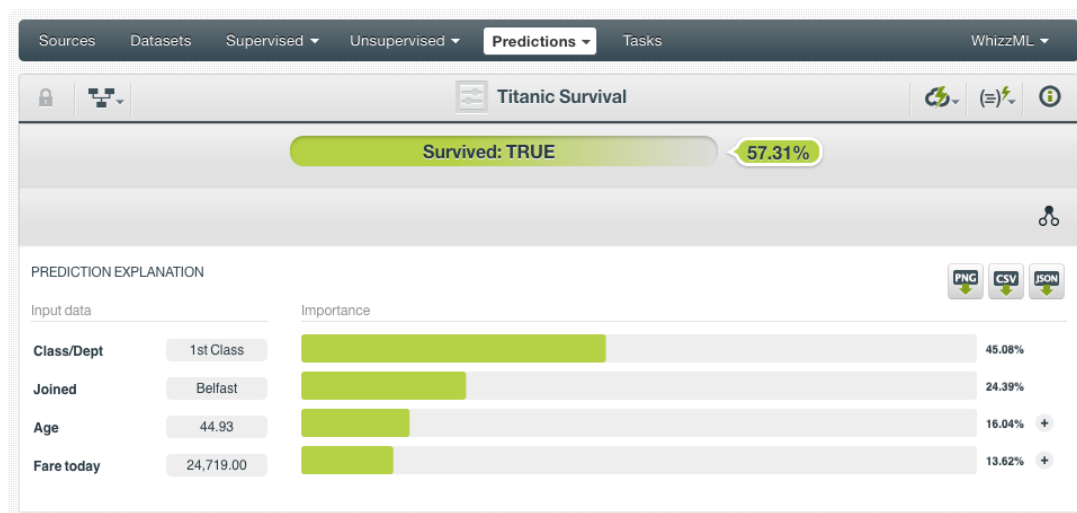 Sources Datasets Supervised Unsupervised Predictions Tasks WhizzML
Titanic Survival
Survived: TRUE 57.31%
PREDICTION EXPLANATION PNG CSV JSON
Input data Importance
Class/Dept 1st Class 45.08%
Joined Belfast 24.39%
Age 44.93 16.04% +
Fare today 24,719.00 13.62% +